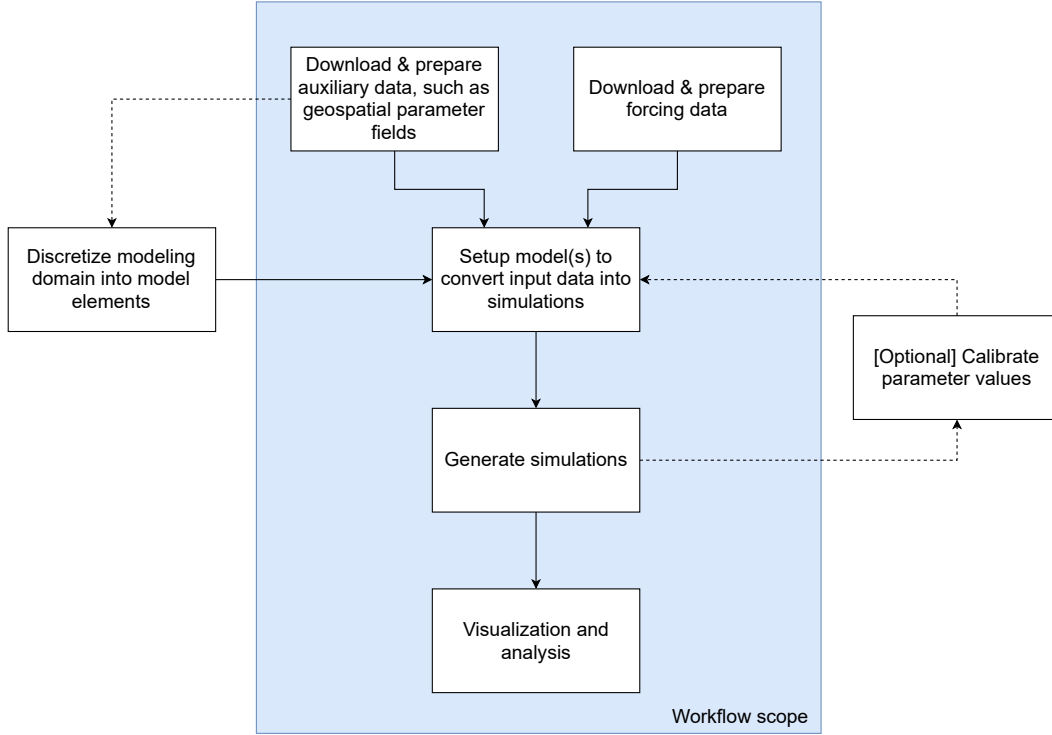 Download & prepare
auxiliary data, such as
geospatial parameter
fields
Download & prepare
forcing data
Discretize modeling
domain into model
elements
Setup model(s) to
convert input data into
simulations
[Optional] Calibrate
parameter values
Generate simulations
Visualization and
analysis
Workflow scope